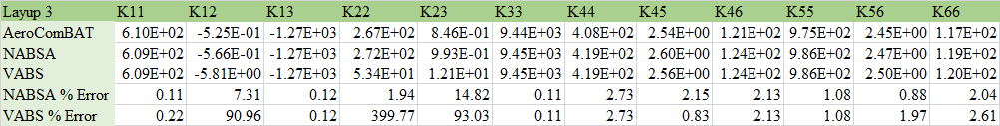 Layup 3 K11 K12 K13 K22 K23 K33 K44 K45 K46 K55 K56 K66
AeroComBAT 6.10E+02 -5.25E-01 -1.27E+03 2.67E+02 8.46E-01 9.44E+03 4.08E+02 2.54E+00 1.21E+02 9.75E+02 2.45E+00 1.17E+02
NABSA 6.09E+02 -5.66E-01 -1.27E+03 2.72E+02 9.93E-01 9.45E+03 4.19E+02 2.60E+00 1.24E+02 9.86E+02 2.47E+00 1.19E+02
VABS 6.09E+02 -5.81E+00 -1.27E+03 5.34E+01 1.21E+01 9.45E+03 4.19E+02 2.56E+00 1.24E+02 9.86E+02 2.50E+00 1.20E+02
NABSA % Error 0.11 7.31 0.12 1.94 14.82 0.11 2.73 2.15 2.13 1.08 0.88 2.04
VABS % Error 0.22 90.96 0.12 399.77 93.03 0.11 2.73 0.83 2.13 1.08 1.97 2.61